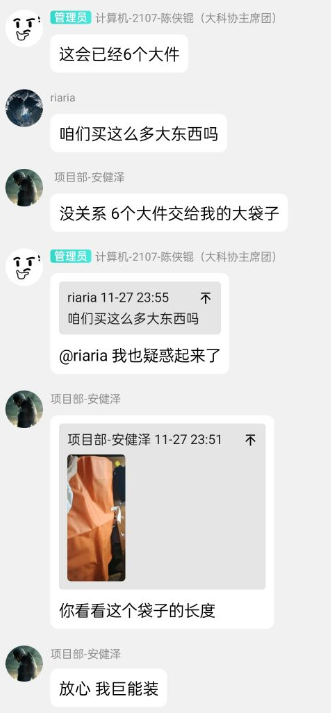 管理员 计算机-2107-陈侠锟（大科协主席团）
这会已经6个大件
riaria
咱们买这么多大东西吗
项目部-安健泽
没关系 6个大件交给我的大袋子
管理员 计算机-2107-陈侠锟（大科协主席团）
riaria 11-27 23:55
咱们买这么多大东西吗
@riaria 我也疑惑起来了
项目部-安健泽
项目部-安健泽 11-27 23:51
你看看这个袋子的长度
项目部-安健泽
放心 我巨能装